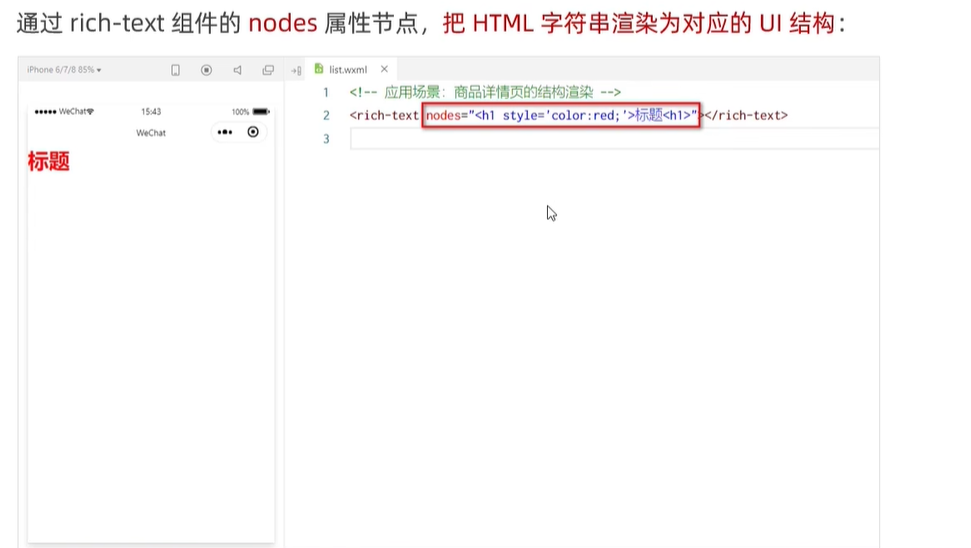 通过 rich-text 组件的 nodes 属性节点，把 HTML 字符串渲染为对应的 UI 结构：
iPhone 6/7/8 85%
list.wxml
WeChat 15:43 100%
WeChat
标题
1 <!-- 应用场景：商品详情页的结构渲染 -->
2 <rich-text nodes="<h1 style='color:red;'>标题<h1>"></rich-text>
3